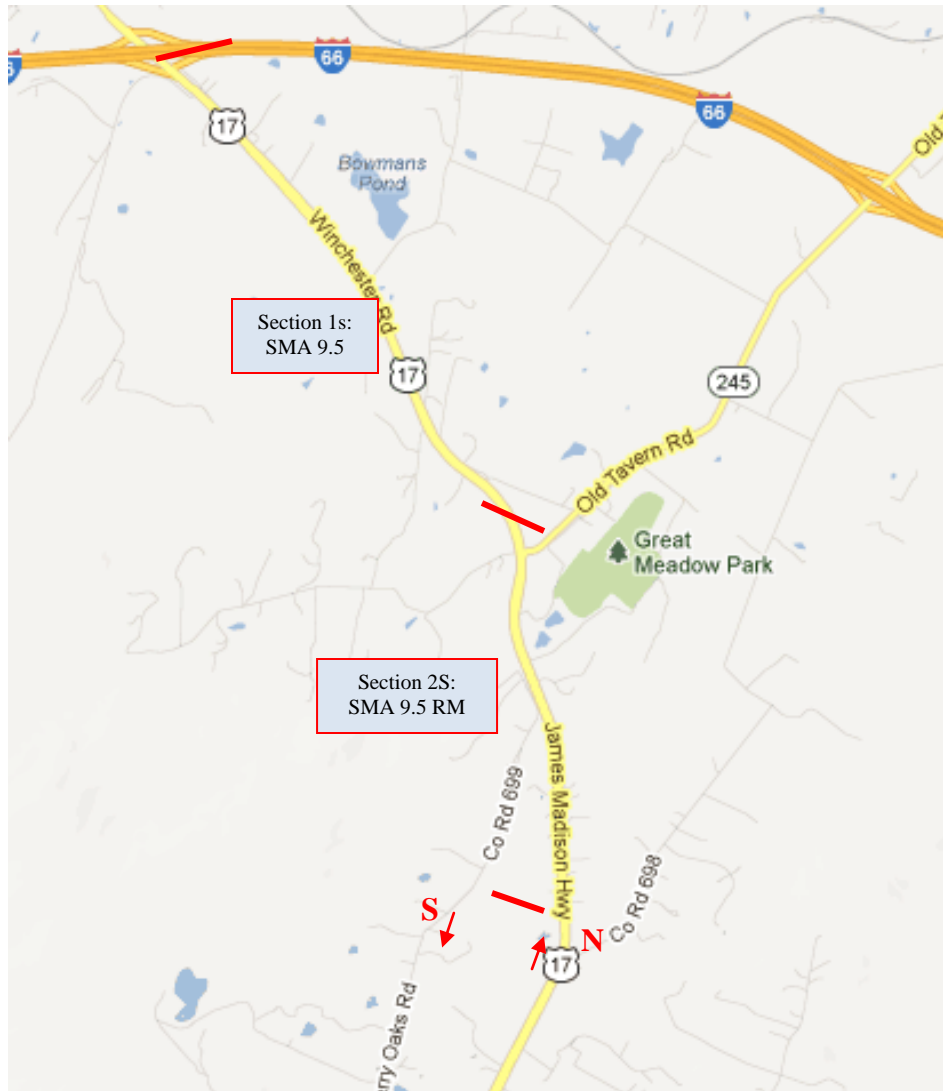 66
17
66
Old
Bowmans
Pond
Winchester Rd
Section 1s:
SMA 9.5
17
245
Old Tavern Rd
Great
Meadow Park
Section 2S:
SMA 9.5 RM
James Madison Hwy
Co Rd 699
Co Rd 698
S
N
17
rry Oaks Rd